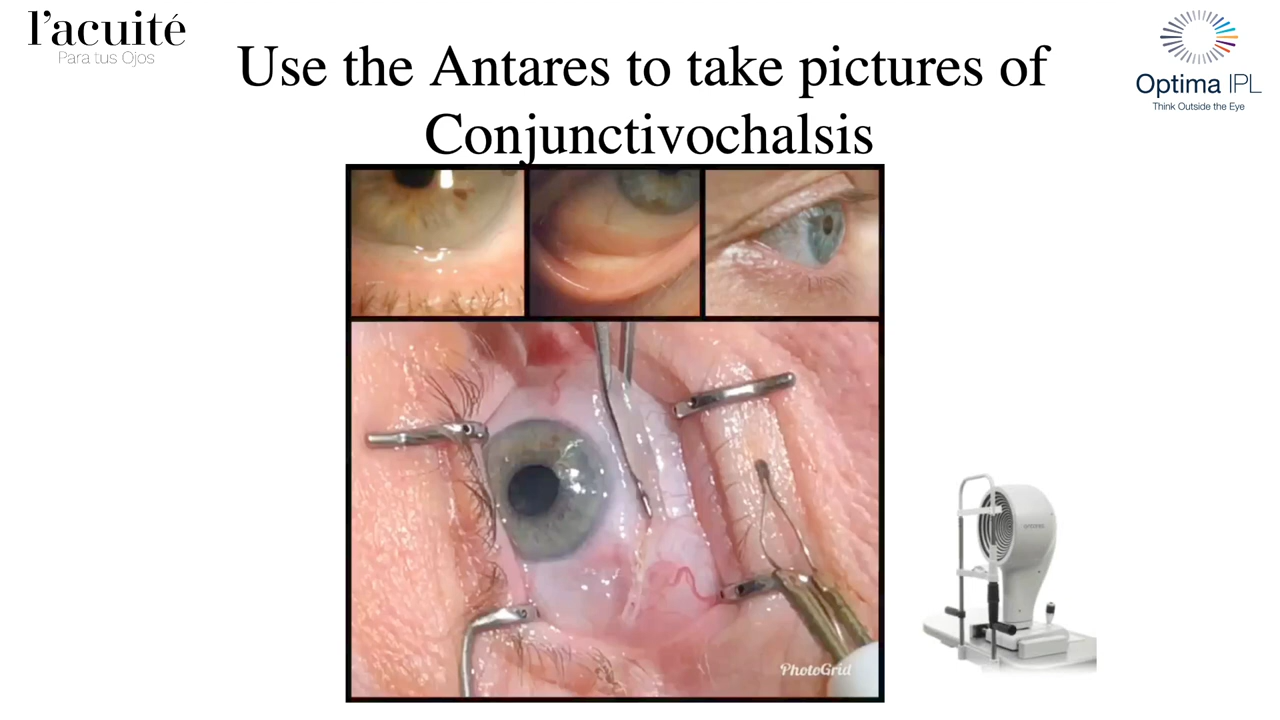 l'acuité
Para tus Ojos
Use the Antares to take pictures of
Conjunctivochalsis
Optima IPL
Think Outside the Eye
PhotoGrid